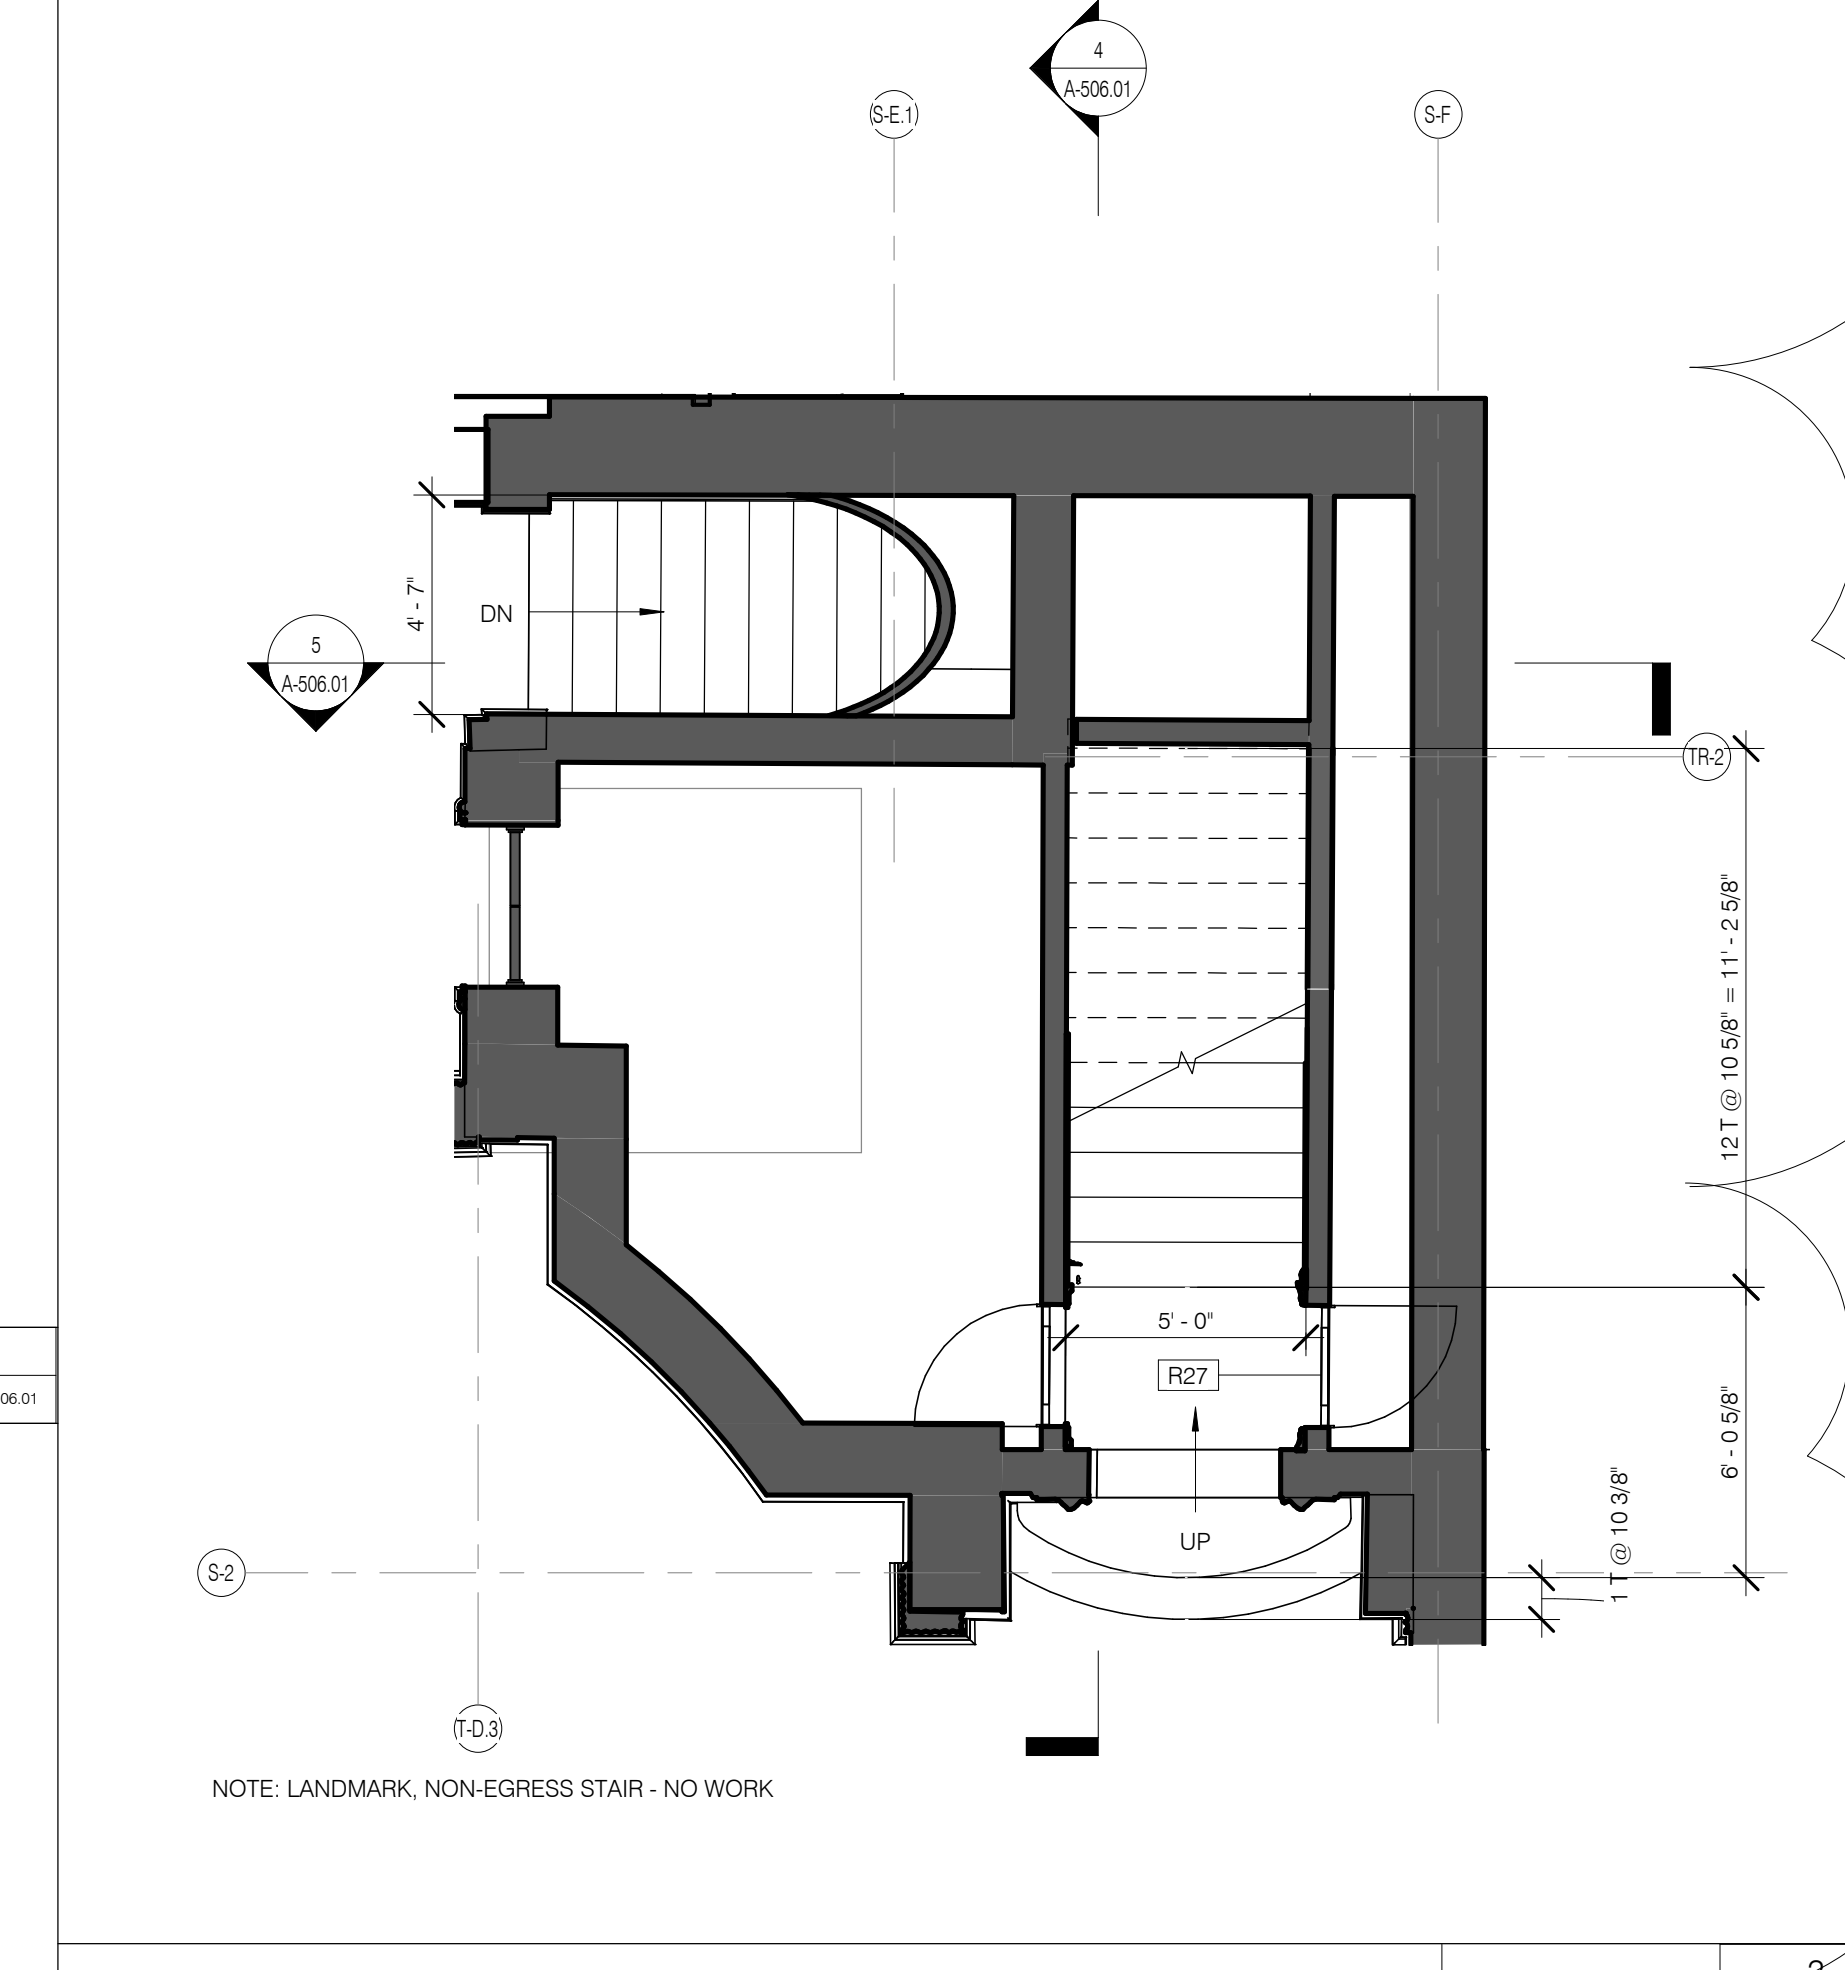 4
A-506.01
S-E.1
S-F
4' - 7"
DN
5
A-506.01
TR-2
12 T @ 10 5/8" = 11' - 2 5/8"
5' - 0"
R27
06.01
6' - 0 5/8"
1 T @ 10 3/8"
UP
S-2
T-D.3
NOTE: LANDMARK, NON-EGRESS STAIR - NO WORK